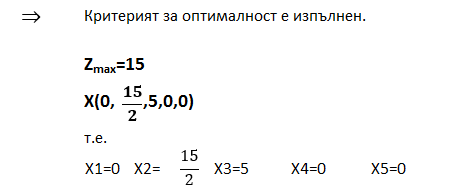 ⇒ Критерият за оптималност е изпълнен.
Zmax=15
X(0, 15/2,5,0,0)
т.е.
X1=0 X2= 15/2 X3=5 X4=0 X5=0